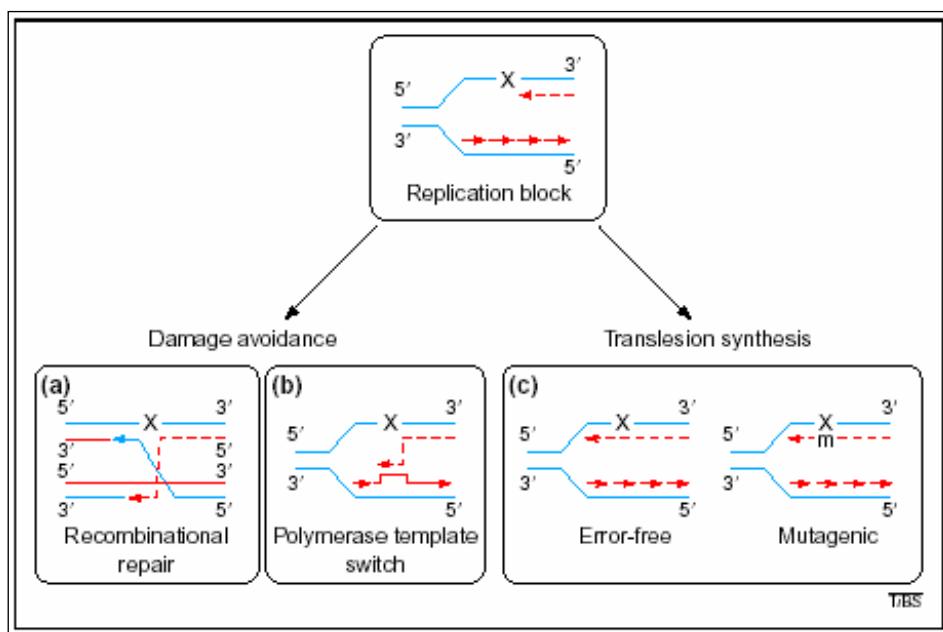 3′
X
5′
3′
5′
Replication block
Damage avoidance
Translesion synthesis
(a)
5′ 3′
X
3′ 5′
5′ 3′
3′ 5′
Recombinational
repair
(b)
3′
X
5′
3′
5′
Polymerase template
switch
(c)
3′
X
5′
3′
5′
Error-free
3′
X
m
5′
3′
5′
Mutagenic
TiBS